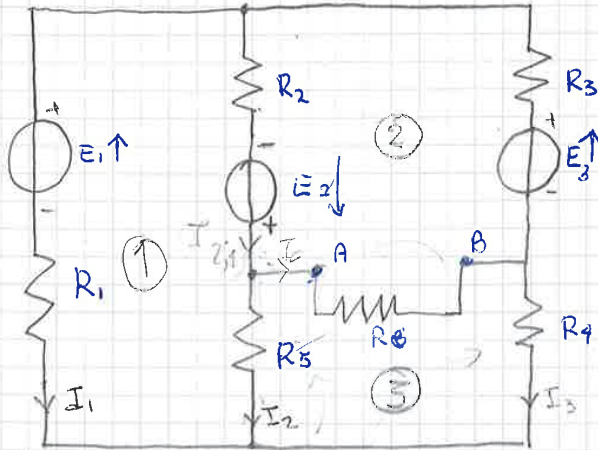 R2
R3
+
-
+
②
E1 ↑
E2 ↓
E3 ↑
-
+
-
I
A
B
①
R1
R5
R6
R4
③
I1
I2
I3